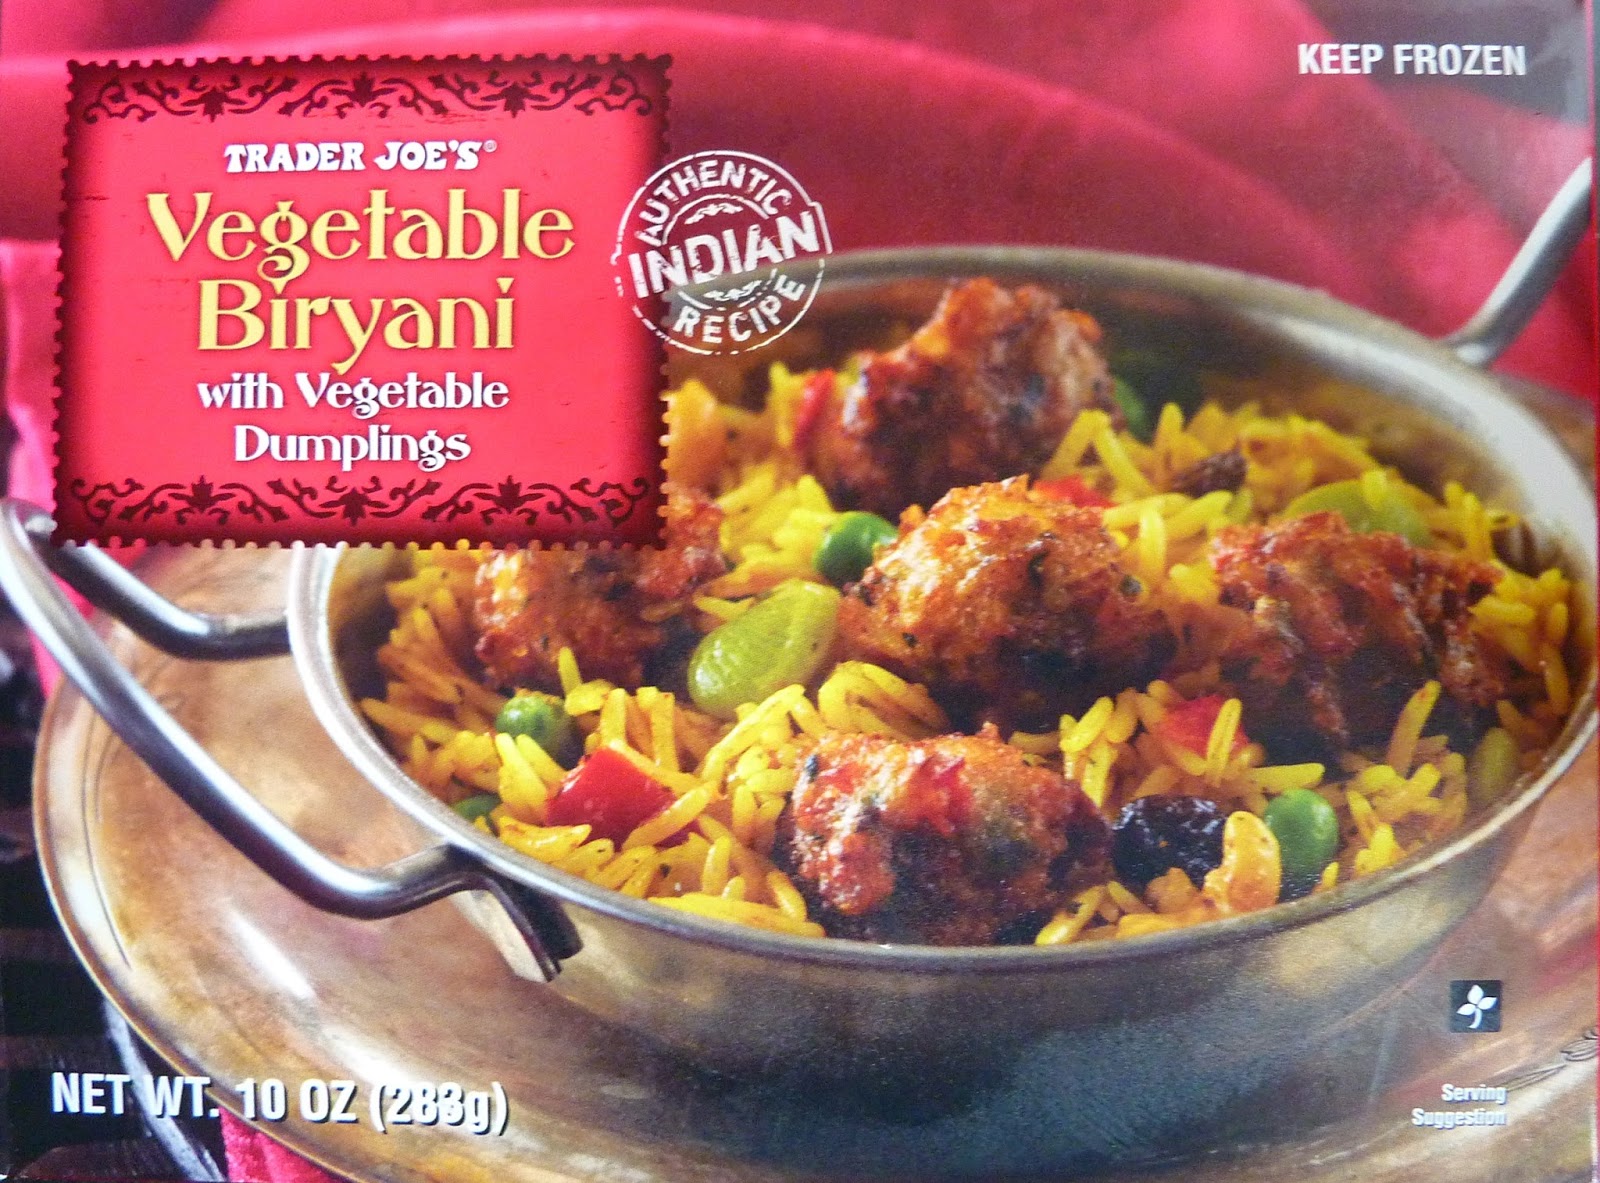 KEEP FROZEN
TRADER JOE'S®
Vegetable
Biryani
with Vegetable
Dumplings
AUTHENTIC
INDIAN
RECIPE
NET WT. 10 OZ (283g)
Serving
Suggestion